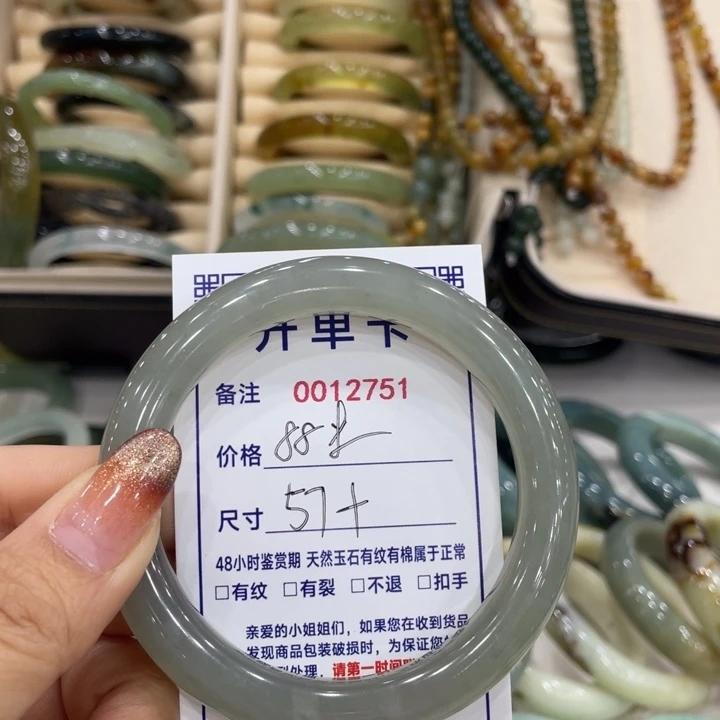 开单卡
备注 0012751
价格 88
尺寸 57+
48小时鉴赏期 天然玉石有纹有棉属于正常
□有纹 □有裂 □不退 □扣手
亲爱的小姐姐们，如果您在收到货品
发现商品包装破损时，为保证您
处理，请第一时间